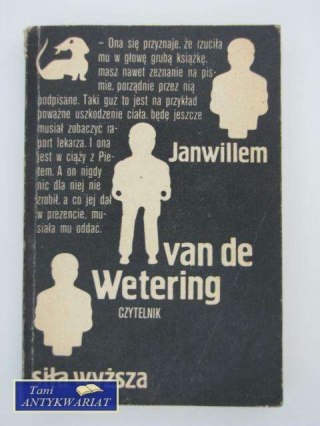 – Ona się przyznaje, że rzuciła
mu w głowę grubą książkę,
masz nawet zeznanie na piś-
mie, porządnie przez nią
podpisane. Taki guz to jest na przykład
poważne uszkodzenie ciała, będę jeszcze
musiał zobaczyć ra-
port lekarza. I ona
jest w ciąży z Pie-
tem. A on nigdy
nic dla niej nie
zrobił, a co jej dał
w prezencie, mu-
siała mu oddać.
Janwillem
van de
Wetering
CZYTELNIK
siła wyższa
Tani
ANTYKWARIAT